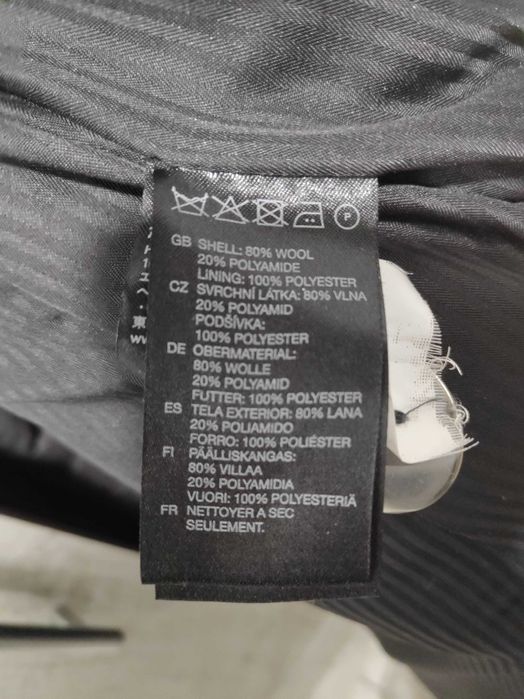 P
GB SHELL: 80% WOOL
20% POLYAMIDE
LINING: 100% POLYESTER
CZ SVRCHNÍ LÁTKA: 80% VLNA
20% POLYAMID
PODŠÍVKA:
100% POLYESTER
DE OBERMATERIAL:
80% WOLLE
20% POLYAMID
FUTTER: 100% POLYESTER
ES TELA EXTERIOR: 80% LANA
20% POLIAMIDO
FORRO: 100% POLIÉSTER
FI PÄÄLLISKANGAS:
80% VILLAA
20% POLYAMIDIA
VUORI: 100% POLYESTERIÄ
FR NETTOYER A SEC
SEULEMENT.